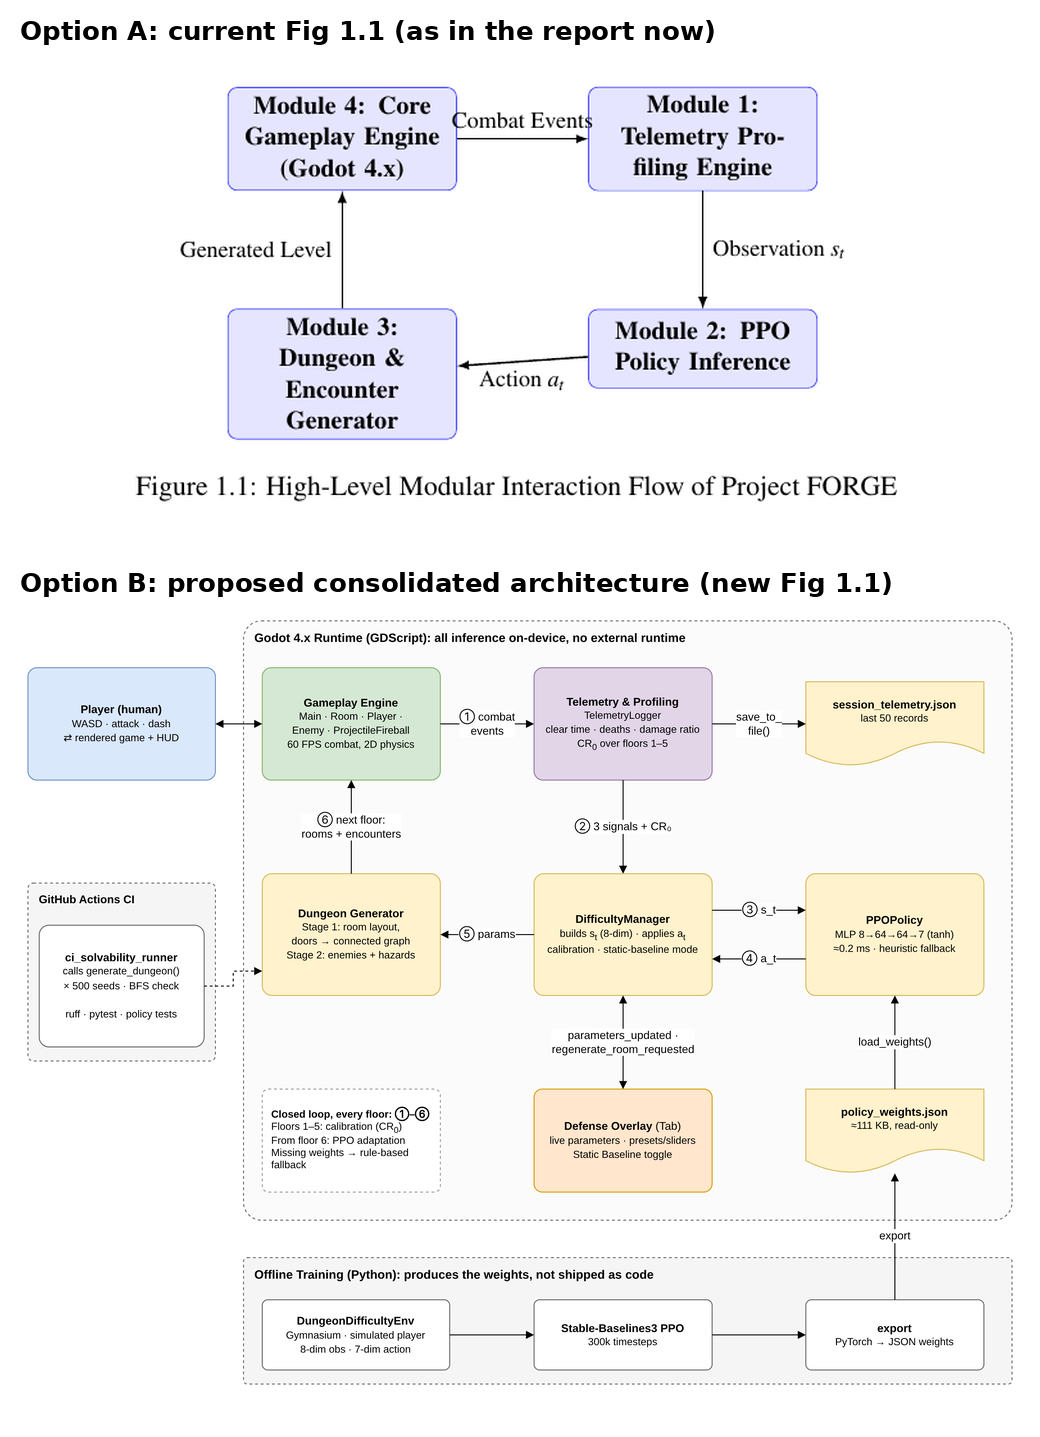 Option A: current Fig 1.1 (as in the report now)
Module 4: Core
Gameplay Engine
(Godot 4.x)
Combat Events
Module 1:
Telemetry Pro-
filing Engine
Generated Level
Observation s_t
Module 3:
Dungeon &
Encounter
Generator
Action a_t
Module 2: PPO
Policy Inference
Figure 1.1: High-Level Modular Interaction Flow of Project FORGE
Option B: proposed consolidated architecture (new Fig 1.1)
Godot 4.x Runtime (GDScript): all inference on-device, no external runtime
Player (human)
WASD · attack · dash
⇄ rendered game + HUD
Gameplay Engine
Main · Room · Player ·
Enemy · ProjectileFireball
60 FPS combat, 2D physics
① combat
events
Telemetry & Profiling
TelemetryLogger
clear time · deaths · damage ratio
CR₀ over floors 1–5
save_to_
file()
session_telemetry.json
last 50 records
⑥ next floor:
rooms + encounters
② 3 signals + CR₀
GitHub Actions CI
ci_solvability_runner
calls generate_dungeon()
× 500 seeds · BFS check
ruff · pytest · policy tests
Dungeon Generator
Stage 1: room layout,
doors → connected graph
Stage 2: enemies + hazards
⑤ params
DifficultyManager
builds s_t (8-dim) · applies a_t
calibration · static-baseline mode
③ s_t
④ a_t
PPOPolicy
MLP 8→64→64→7 (tanh)
≈0.2 ms · heuristic fallback
parameters_updated ·
regenerate_room_requested
load_weights()
Closed loop, every floor: ①–⑥
Floors 1–5: calibration (CR₀)
From floor 6: PPO adaptation
Missing weights → rule-based
fallback
Defense Overlay (Tab)
live parameters · presets/sliders
Static Baseline toggle
policy_weights.json
≈111 KB, read-only
export
Offline Training (Python): produces the weights, not shipped as code
DungeonDifficultyEnv
Gymnasium · simulated player
8-dim obs · 7-dim action
Stable-Baselines3 PPO
300k timesteps
export
PyTorch → JSON weights